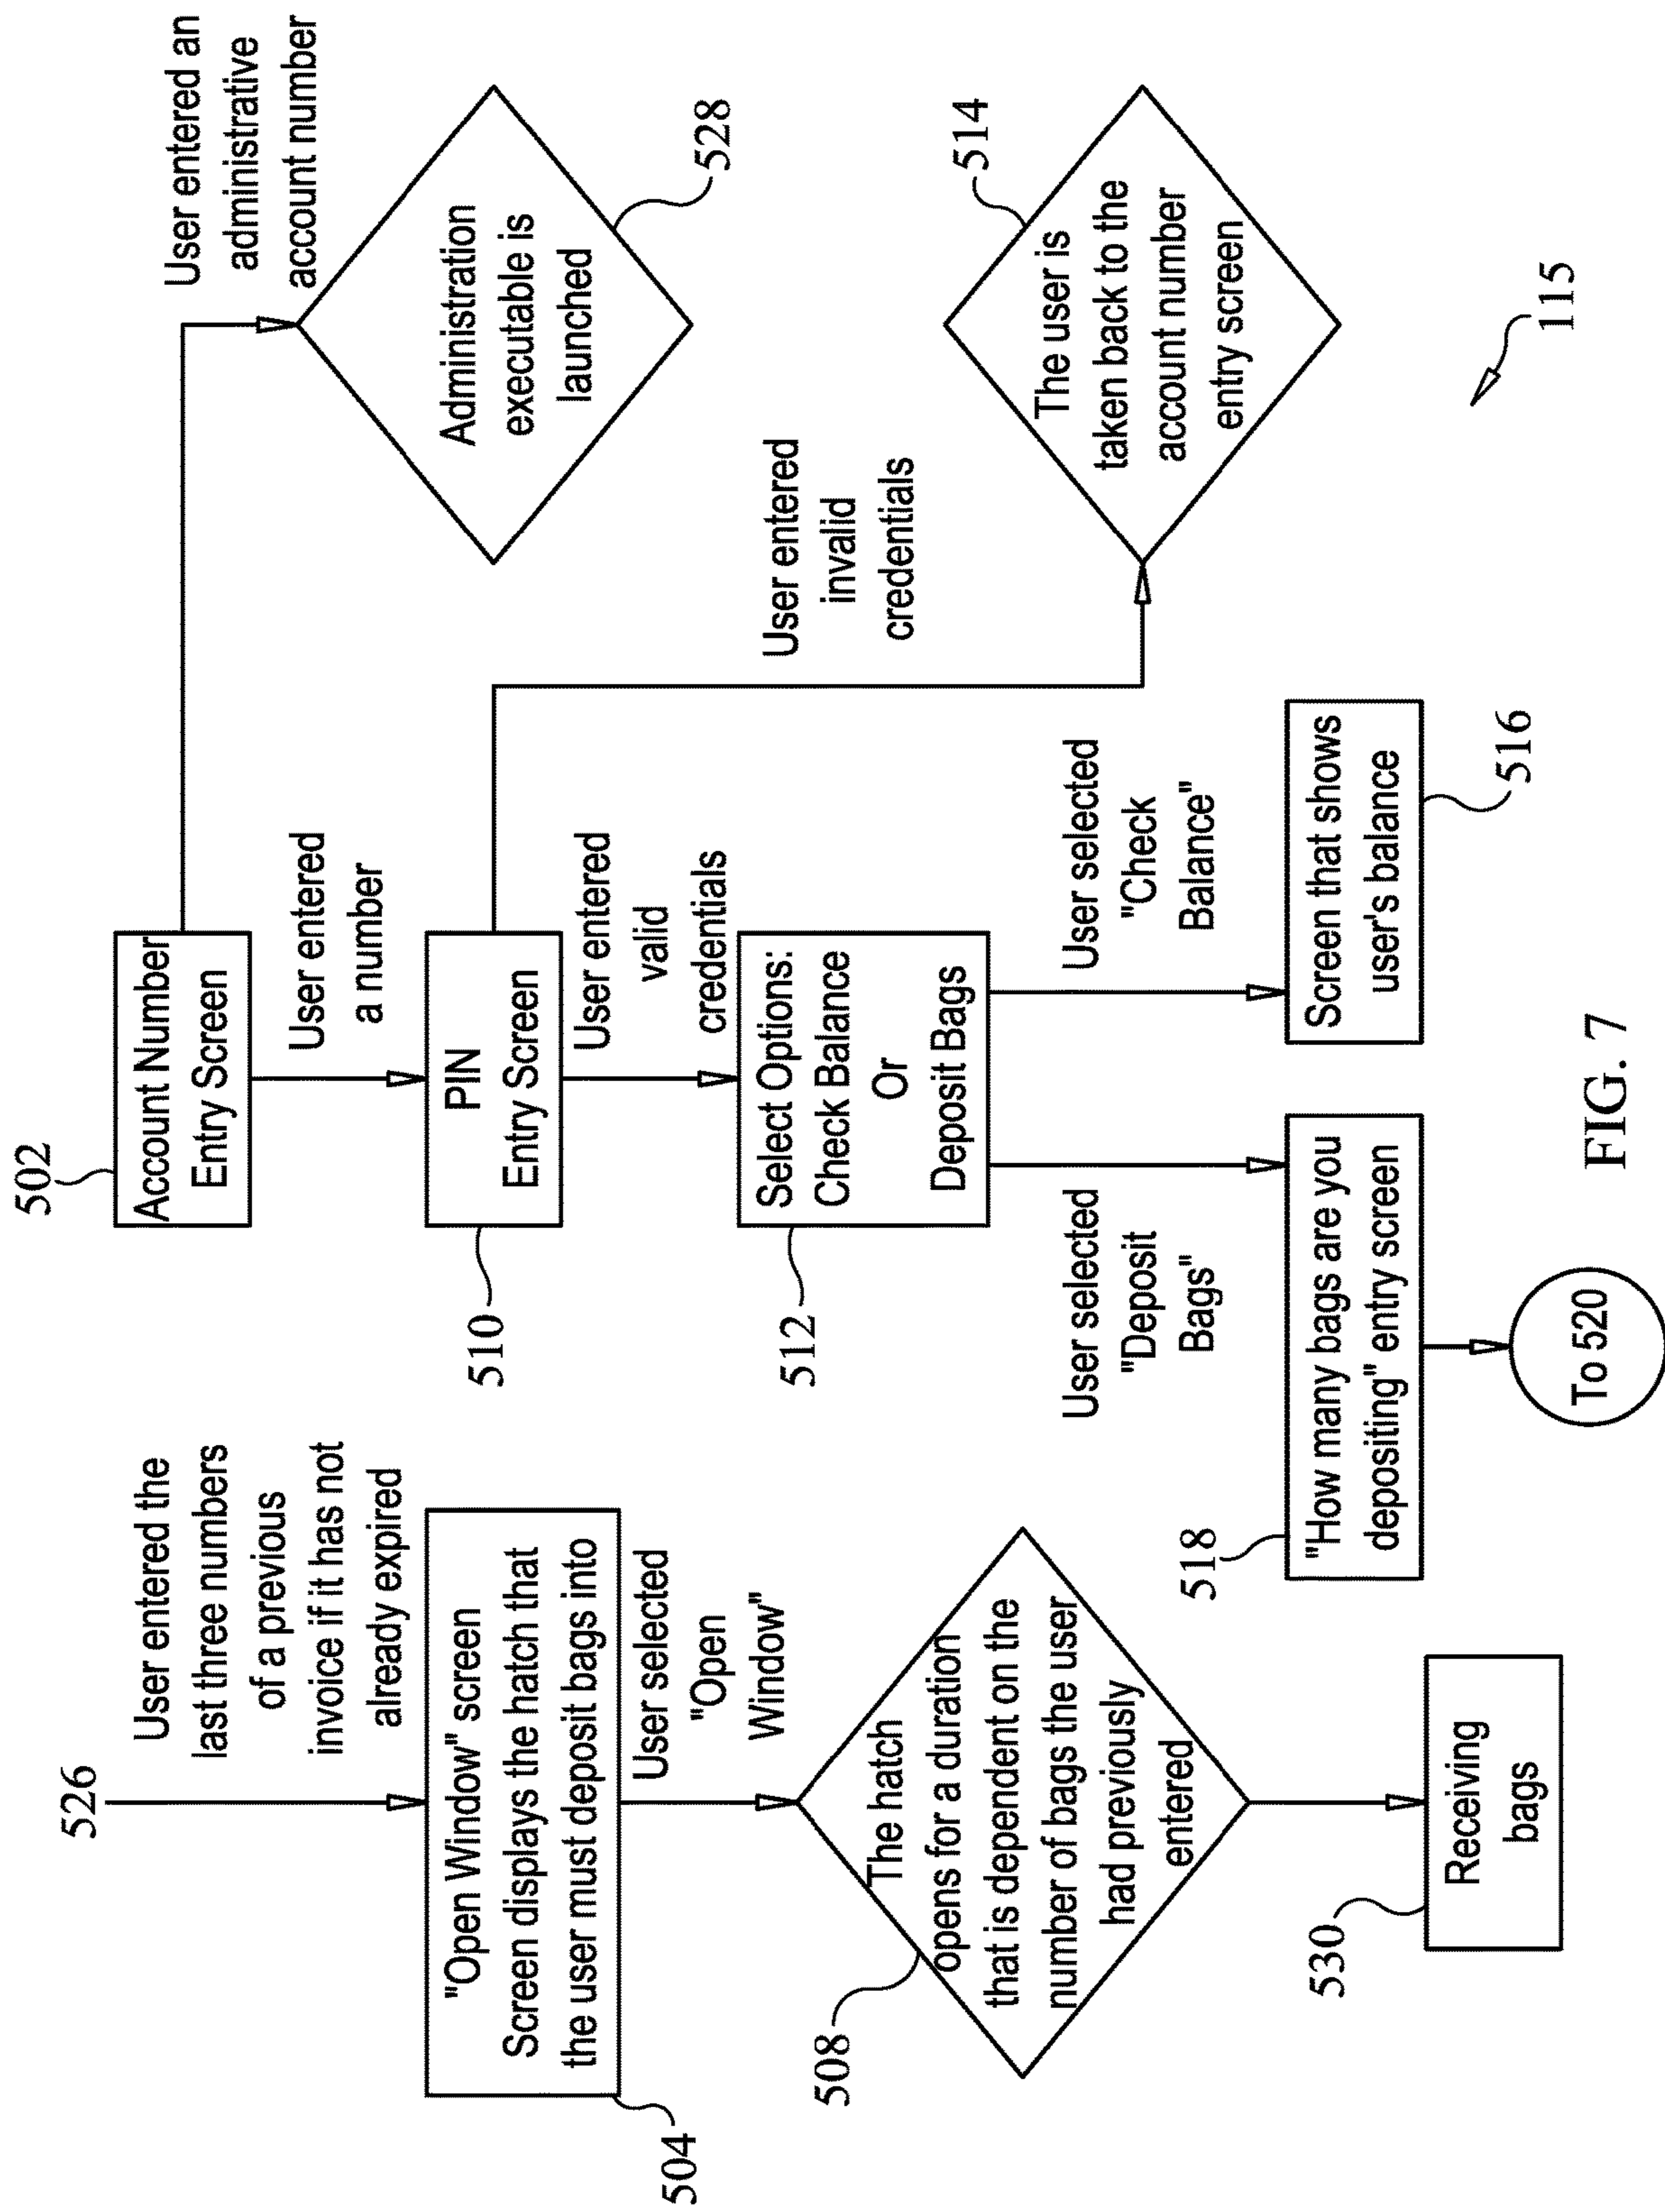 502
Account Number
Entry Screen
User entered an
administrative
account number
Administration
executable is
launched
528
User entered
a number
510
PIN
Entry Screen
User entered
invalid
credentials
The user is
taken back to the
account number
entry screen
514
User entered
valid
credentials
512
Select Options:
Check Balance
Or
Deposit Bags
User selected
"Check
Balance"
Screen that shows
user's balance
516
User selected
"Deposit
Bags"
518
"How many bags are you
depositing" entry screen
To 520
526
User entered the
last three numbers
of a previous
invoice if it has not
already expired
504
"Open Window" screen
Screen displays the hatch that
the user must deposit bags into
User selected
"Open
Window"
508
The hatch
opens for a duration
that is dependent on the
number of bags the user
had previously
entered
530
Receiving
bags
115
FIG. 7